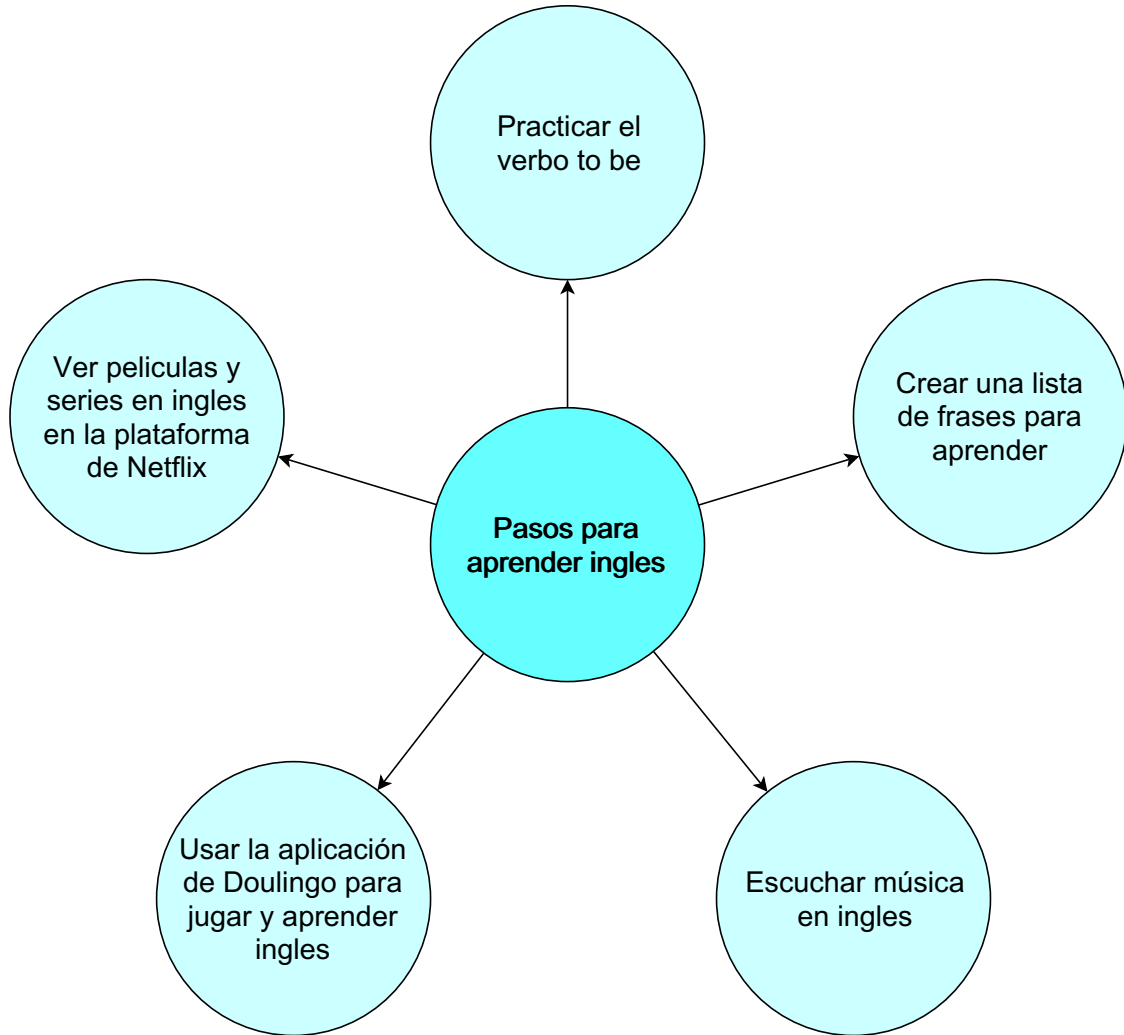 Practicar el
verbo to be
Ver peliculas y
series en ingles
en la plataforma
de Netflix
Crear una lista
de frases para
aprender
Pasos para
aprender ingles
Usar la aplicación
de Doulingo para
jugar y aprender
ingles
Escuchar música
en ingles